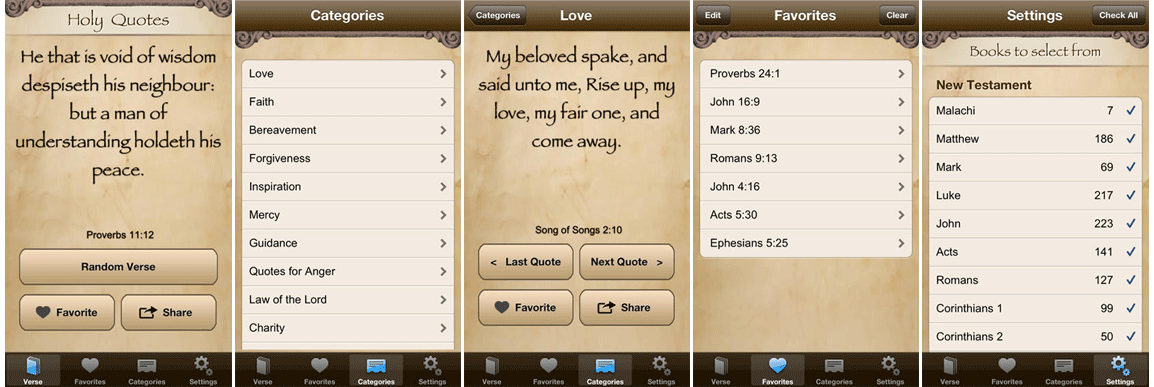 Holy Quotes
He that is void of wisdom
despiseth his neighbour:
but a man of
understanding holdeth his
peace.
Proverbs 11:12
Random Verse
Favorite
Share
Verse
Favorites
Categories
Settings
Categories
Love
Faith
Bereavement
Forgiveness
Inspiration
Mercy
Guidance
Quotes for Anger
Law of the Lord
Charity
Verse
Favorites
Categories
Settings
Categories
Love
My beloved spake, and
said unto me, Rise up, my
love, my fair one, and
come away.
Song of Songs 2:10
< Last Quote
Next Quote >
Favorite
Share
Verse
Favorites
Categories
Settings
Edit
Favorites
Clear
Proverbs 24:1
John 16:9
Mark 8:36
Romans 9:13
John 4:16
Acts 5:30
Ephesians 5:25
Verse
Favorites
Categories
Settings
Settings
Check All
Books to select from
New Testament
Malachi 7
Matthew 186
Mark 69
Luke 217
John 223
Acts 141
Romans 127
Corinthians 1 99
Corinthians 2 50
Verse
Favorites
Categories
Settings